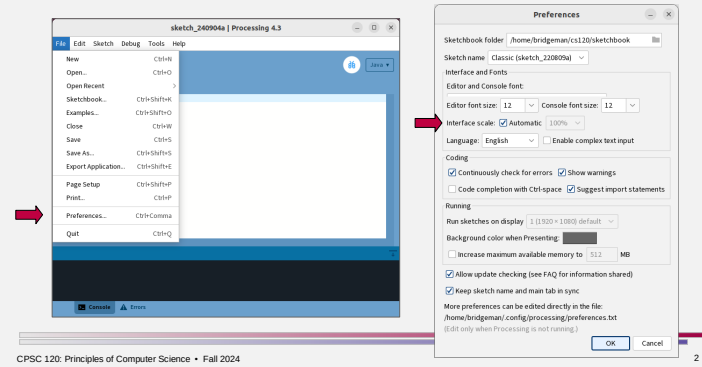 sketch_240904a | Processing 4.3
File Edit Sketch Debug Tools Help
Java ▾
New Ctrl+N
Open... Ctrl+O
Open Recent
Sketchbook... Ctrl+Shift+K
Examples... Ctrl+Shift+O
Close Ctrl+W
Save Ctrl+S
Save As... Ctrl+Shift+S
Export Application... Ctrl+Shift+E
Page Setup Ctrl+Shift+P
Print... Ctrl+P
Preferences... Ctrl+Comma
Quit Ctrl+Q
Console Errors
Preferences
Sketchbook folder /home/bridgeman/cs120/sketchbook
Sketch name Classic (sketch_220809a)
Interface and Fonts
Editor and Console font:
Editor font size: 12 Console font size: 12
Interface scale: Automatic 100%
Language: English Enable complex text input
Coding
Continuously check for errors Show warnings
Code completion with Ctrl-space Suggest import statements
Running
Run sketches on display 1 (1920 × 1080) default
Background color when Presenting:
Increase maximum available memory to 512 MB
Allow update checking (see FAQ for information shared)
Keep sketch name and main tab in sync
More preferences can be edited directly in the file:
/home/bridgeman/.config/processing/preferences.txt
(Edit only when Processing is not running.)
OK Cancel
CPSC 120: Principles of Computer Science • Fall 2024
2